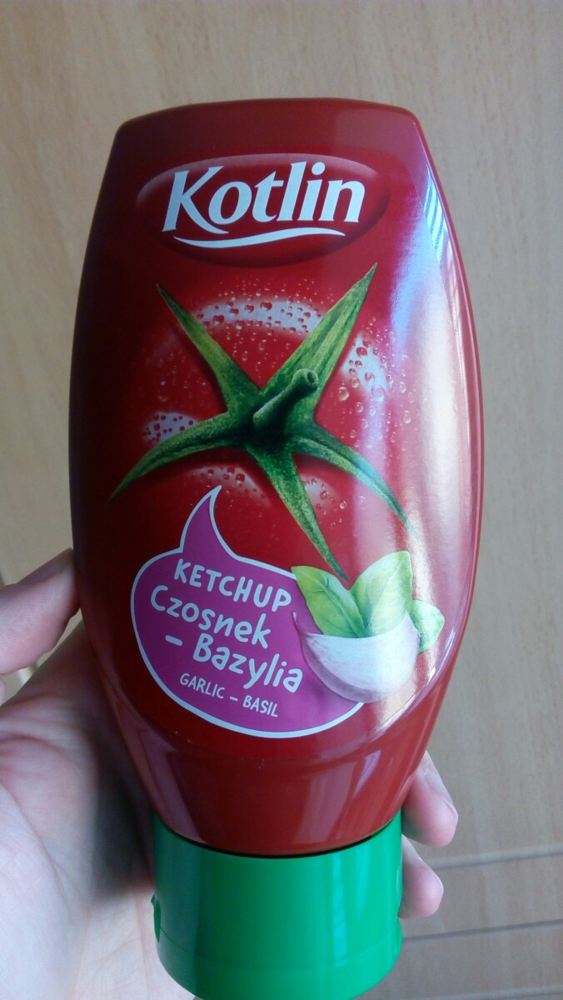 Kotlin
KETCHUP
Czosnek
– Bazylia
GARLIC – BASIL